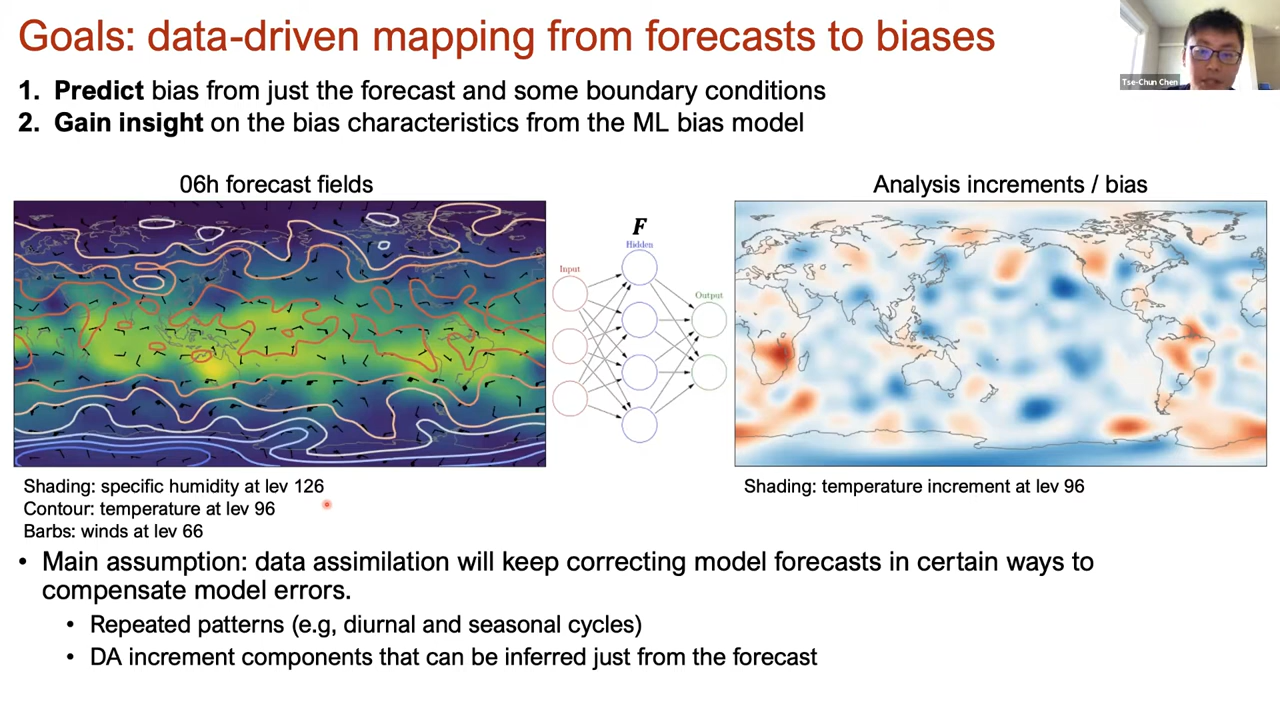 Goals: data-driven mapping from forecasts to biases
Tse-Chun Chen
1. Predict bias from just the forecast and some boundary conditions
2. Gain insight on the bias characteristics from the ML bias model
06h forecast fields
Analysis increments / bias
F
Hidden
Input
Output
Shading: specific humidity at lev 126
Contour: temperature at lev 96
Barbs: winds at lev 66
Shading: temperature increment at lev 96
• Main assumption: data assimilation will keep correcting model forecasts in certain ways to
compensate model errors.
• Repeated patterns (e.g, diurnal and seasonal cycles)
• DA increment components that can be inferred just from the forecast